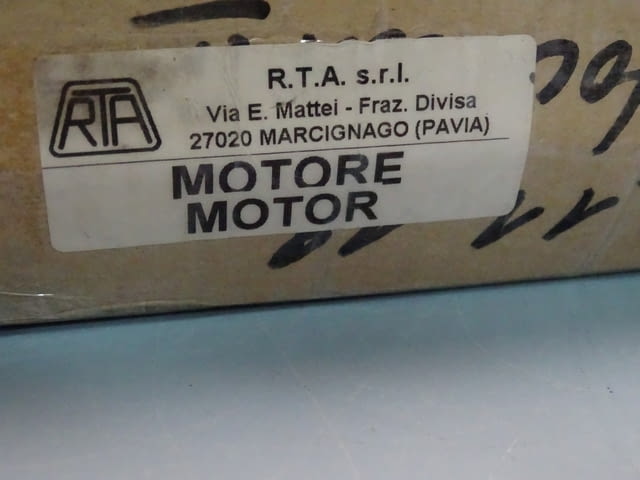 RTA
R.T.A. s.r.l.
Via E. Mattei - Fraz. Divisa
27020 MARCIGNAGO (PAVIA)
MOTORE
MOTOR